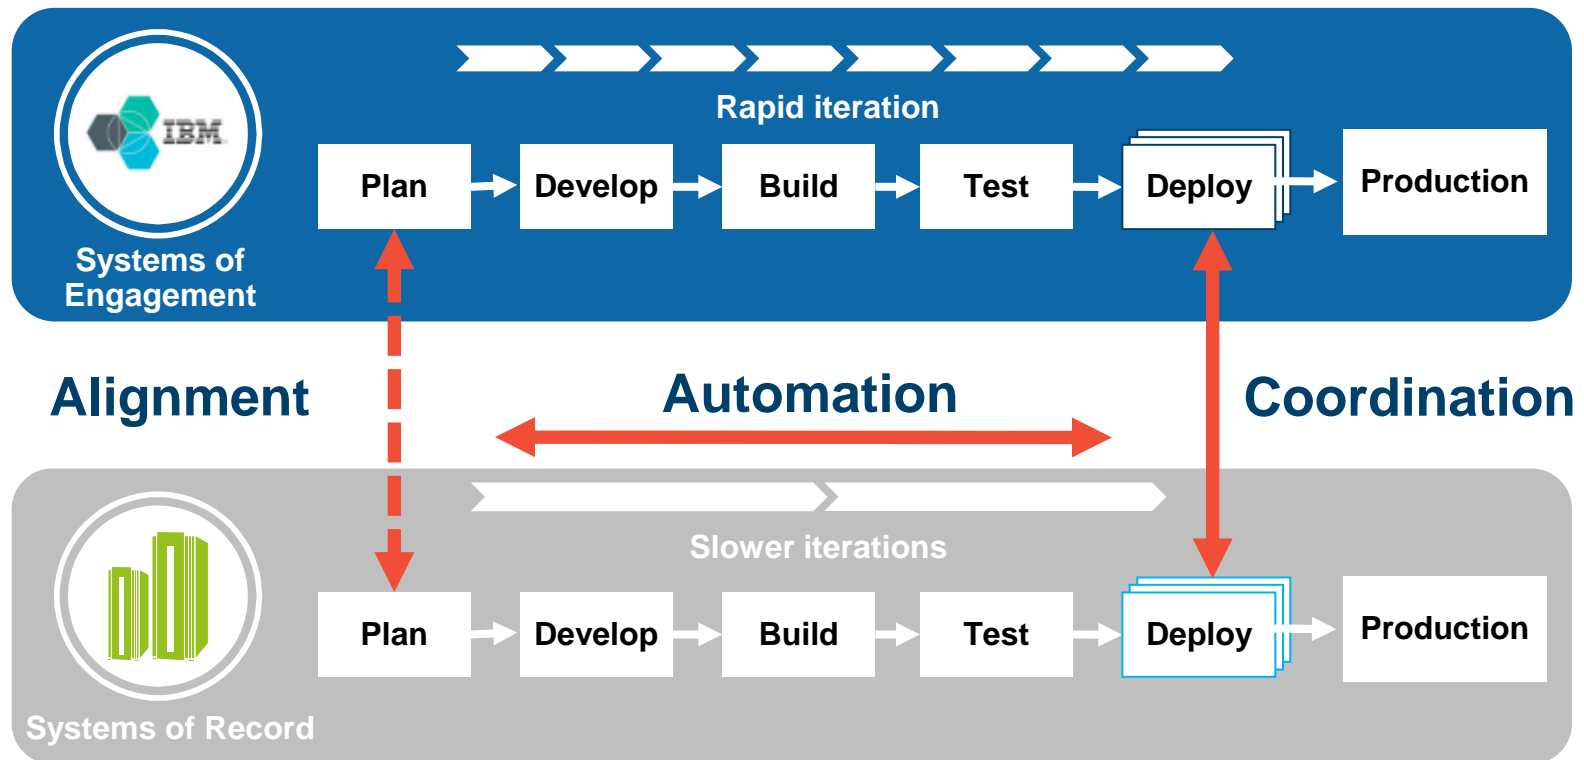 Rapid iteration
IBM
Plan
Develop
Build
Test
Deploy
Production
Systems of
Engagement
Alignment
Automation
Coordination
Slower iterations
Plan
Develop
Build
Test
Deploy
Production
Systems of Record